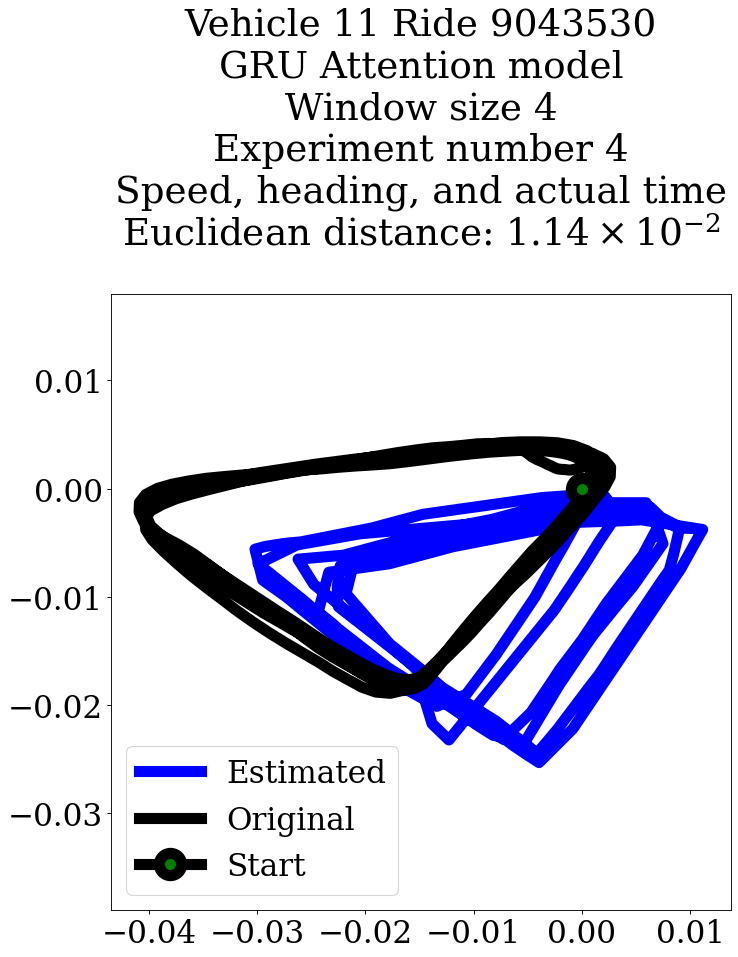 Vehicle 11 Ride 9043530
GRU Attention model
Window size 4
Experiment number 4
Speed, heading, and actual time
Euclidean distance: 1.14 × 10⁻²
0.01
0.00
−0.01
−0.02
−0.03
Estimated
Original
Start
−0.04 −0.03 −0.02 −0.01 0.00 0.01